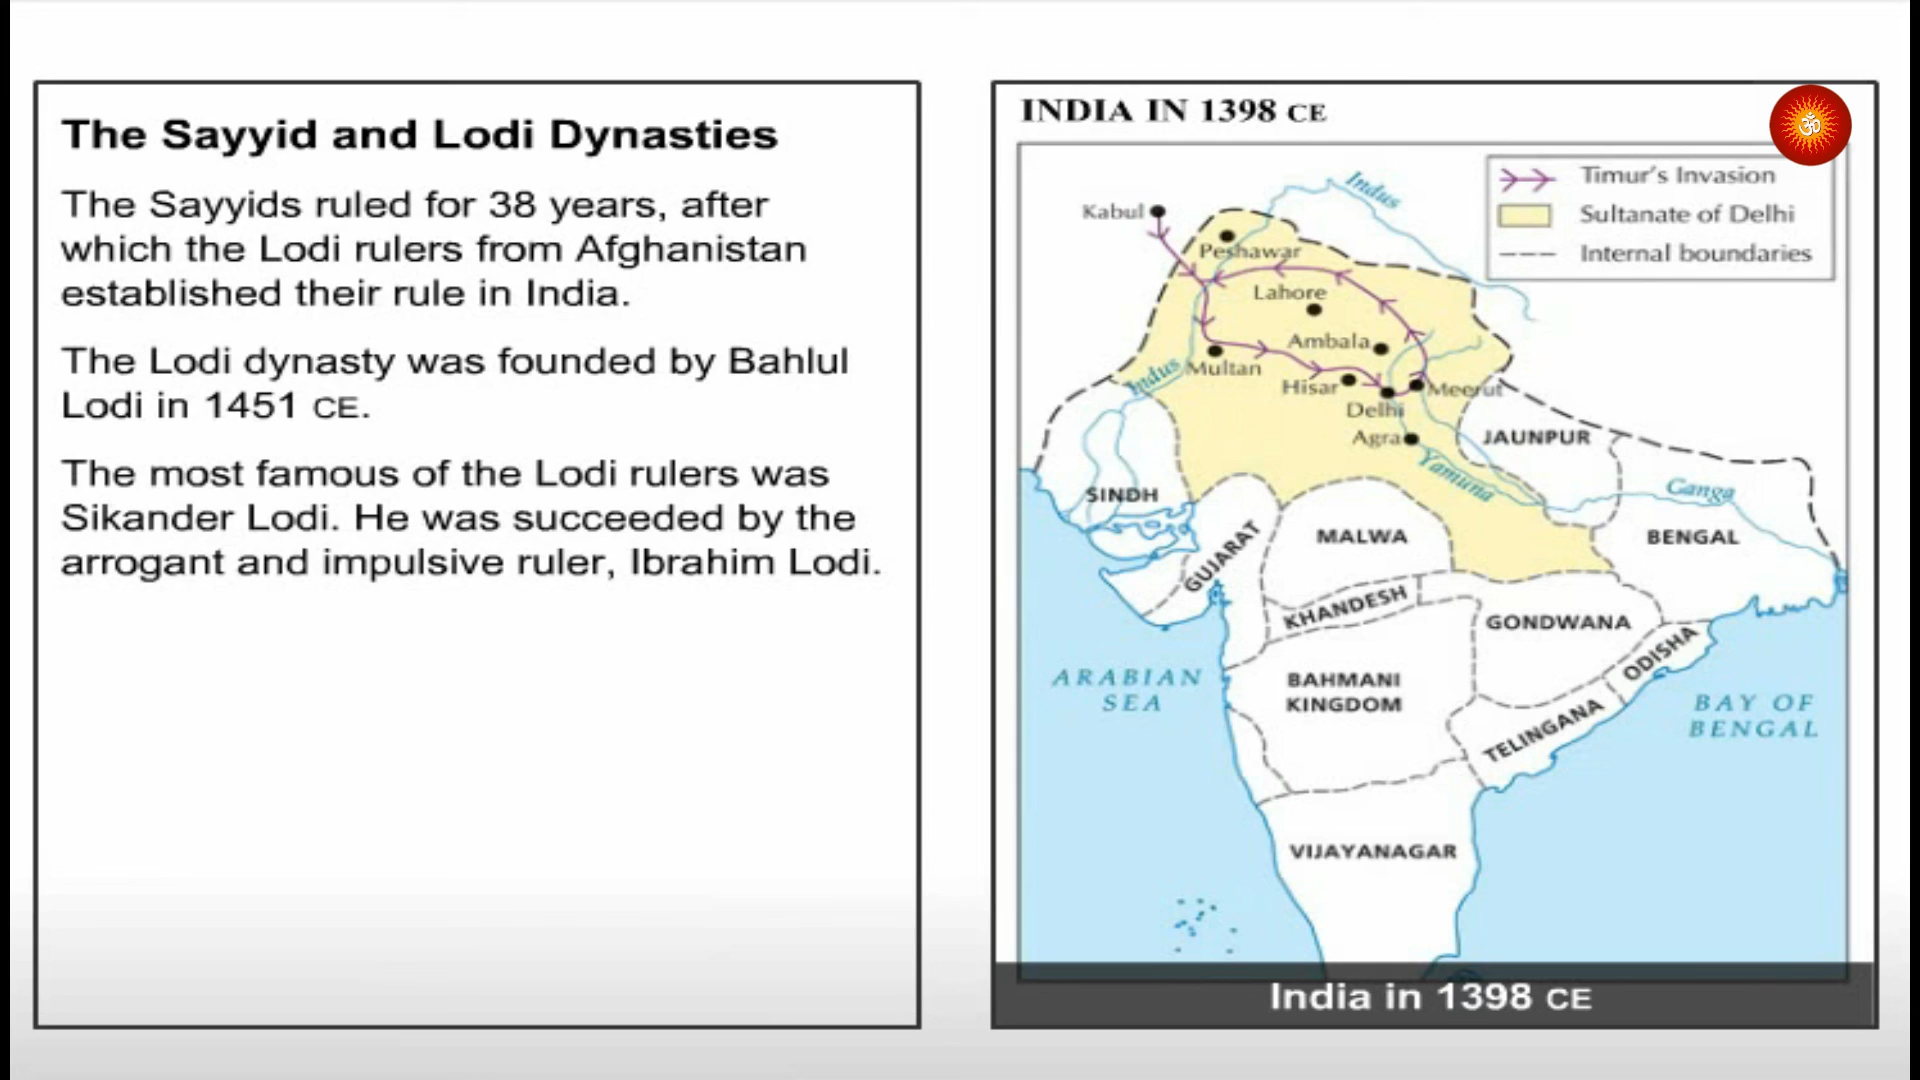 The Sayyid and Lodi Dynasties
The Sayyids ruled for 38 years, after
which the Lodi rulers from Afghanistan
established their rule in India.
The Lodi dynasty was founded by Bahlul
Lodi in 1451 CE.
The most famous of the Lodi rulers was
Sikander Lodi. He was succeeded by the
arrogant and impulsive ruler, Ibrahim Lodi.
INDIA IN 1398 CE
ॐ
Timur's Invasion
Sultanate of Delhi
Internal boundaries
Indus
Kabul
Peshawar
Lahore
Ambala
Multan
Indus
Hisar
Meerut
Delhi
Agra
JAUNPUR
Yamuna
Ganga
SINDH
GUJARAT
MALWA
BENGAL
KHANDESH
GONDWANA
ODISHA
ARABIAN
SEA
BAHMANI
KINGDOM
TELINGANA
BAY OF
BENGAL
VIJAYANAGAR
India in 1398 CE